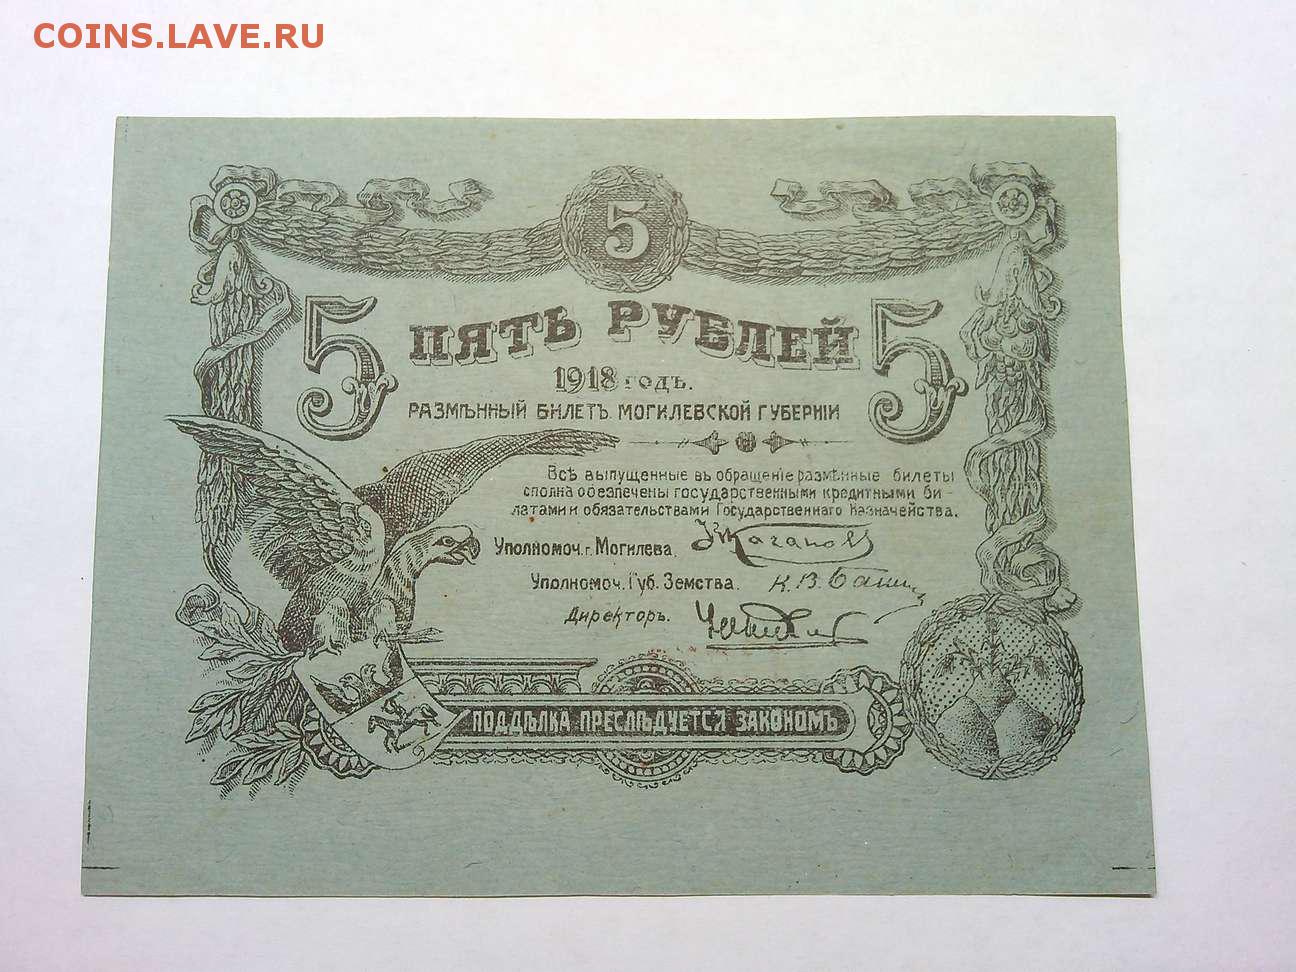 COINS.LAVE.RU
5
5 ПЯТЬ РУБЛЕЙ 5
1918 годъ.
РАЗМѢННЫЙ БИЛЕТЪ МОГИЛЕВСКОЙ ГУБЕРНІИ
Всѣ выпущенные въ обращеніе размѣнные билеты
сполна обезпечены государственными кредитными би-
латами и обязательствами Государственнаго Казначейства.
Уполномоч. г. Могилева.
Уполномоч. Губ. Земства. К. В.
Директоръ.
ПОДДѢЛКА ПРЕСЛѢДУЕТСЯ ЗАКОНОМЪ